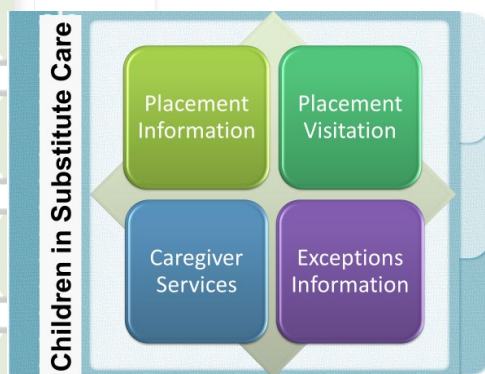 Children in Substitute Care
Placement
Information
Placement
Visitation
Caregiver
Services
Exceptions
Information